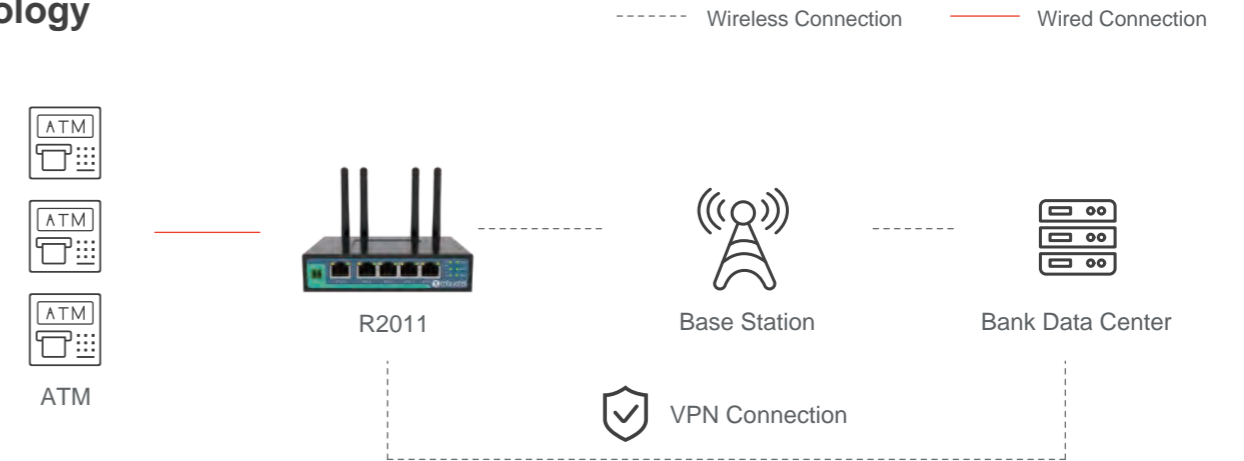 ology
Wireless Connection
Wired Connection
ATM
ATM
ATM
ATM
R2011
Base Station
Bank Data Center
VPN Connection